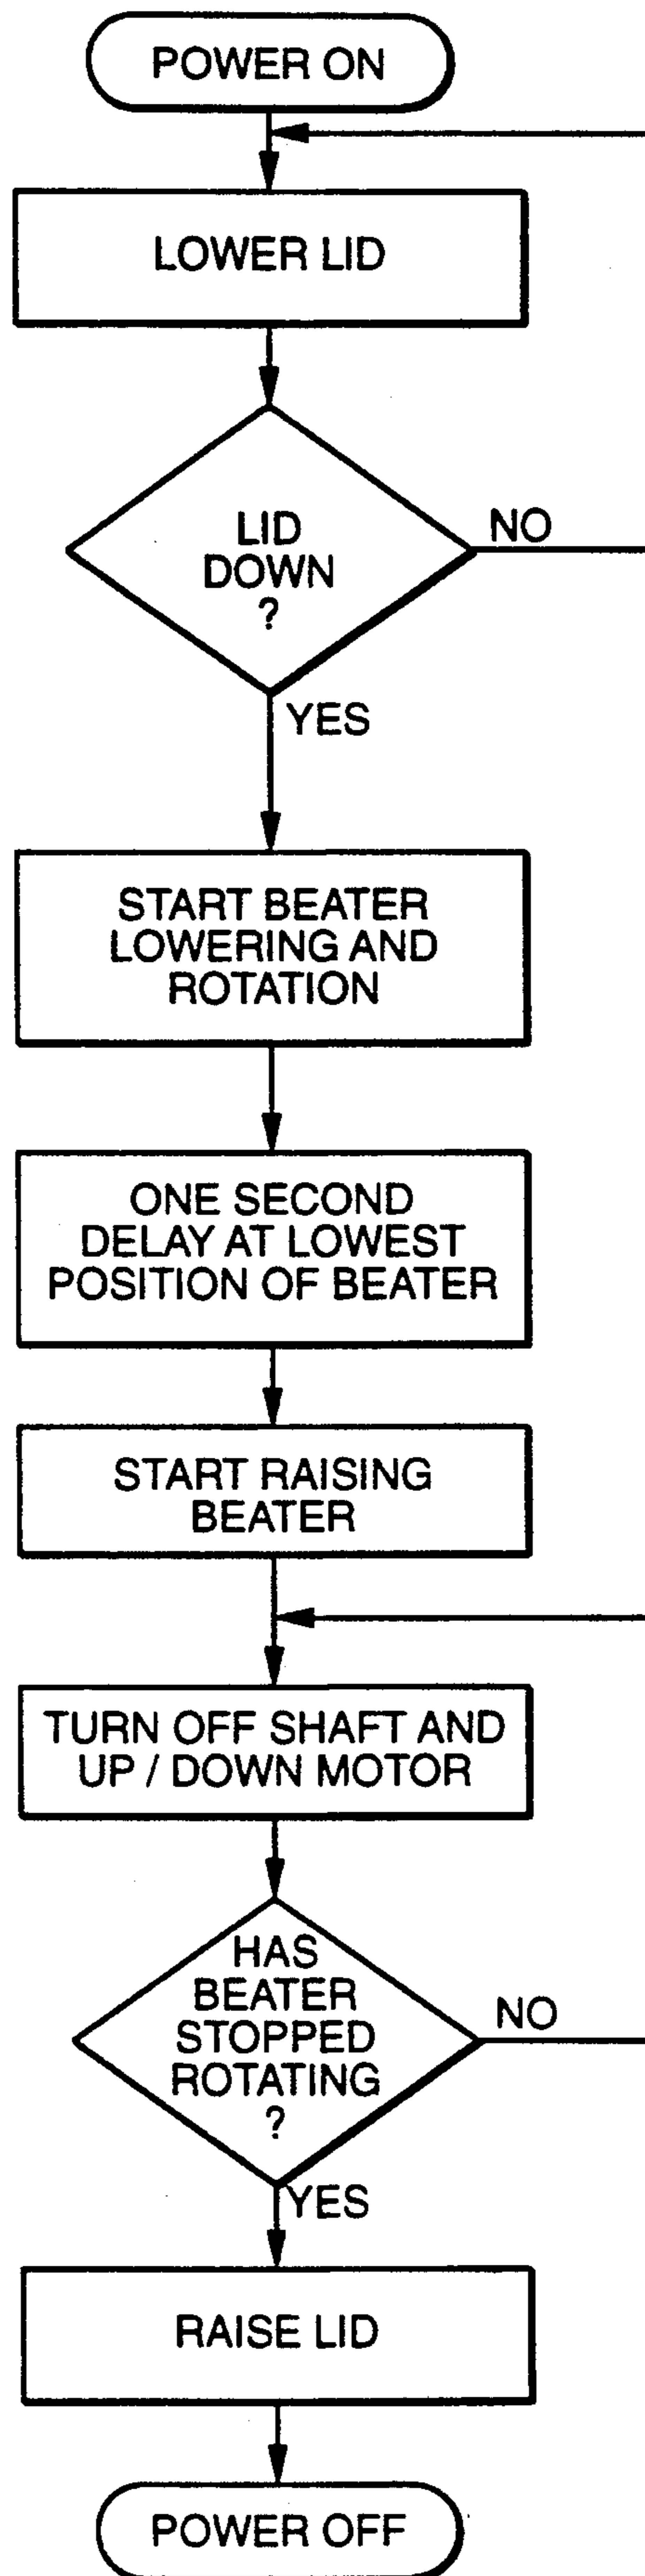 POWER ON
LOWER LID
LID
DOWN
?
NO
YES
START BEATER
LOWERING AND
ROTATION
ONE SECOND
DELAY AT LOWEST
POSITION OF BEATER
START RAISING
BEATER
TURN OFF SHAFT AND
UP / DOWN MOTOR
HAS
BEATER
STOPPED
ROTATING
?
NO
YES
RAISE LID
POWER OFF